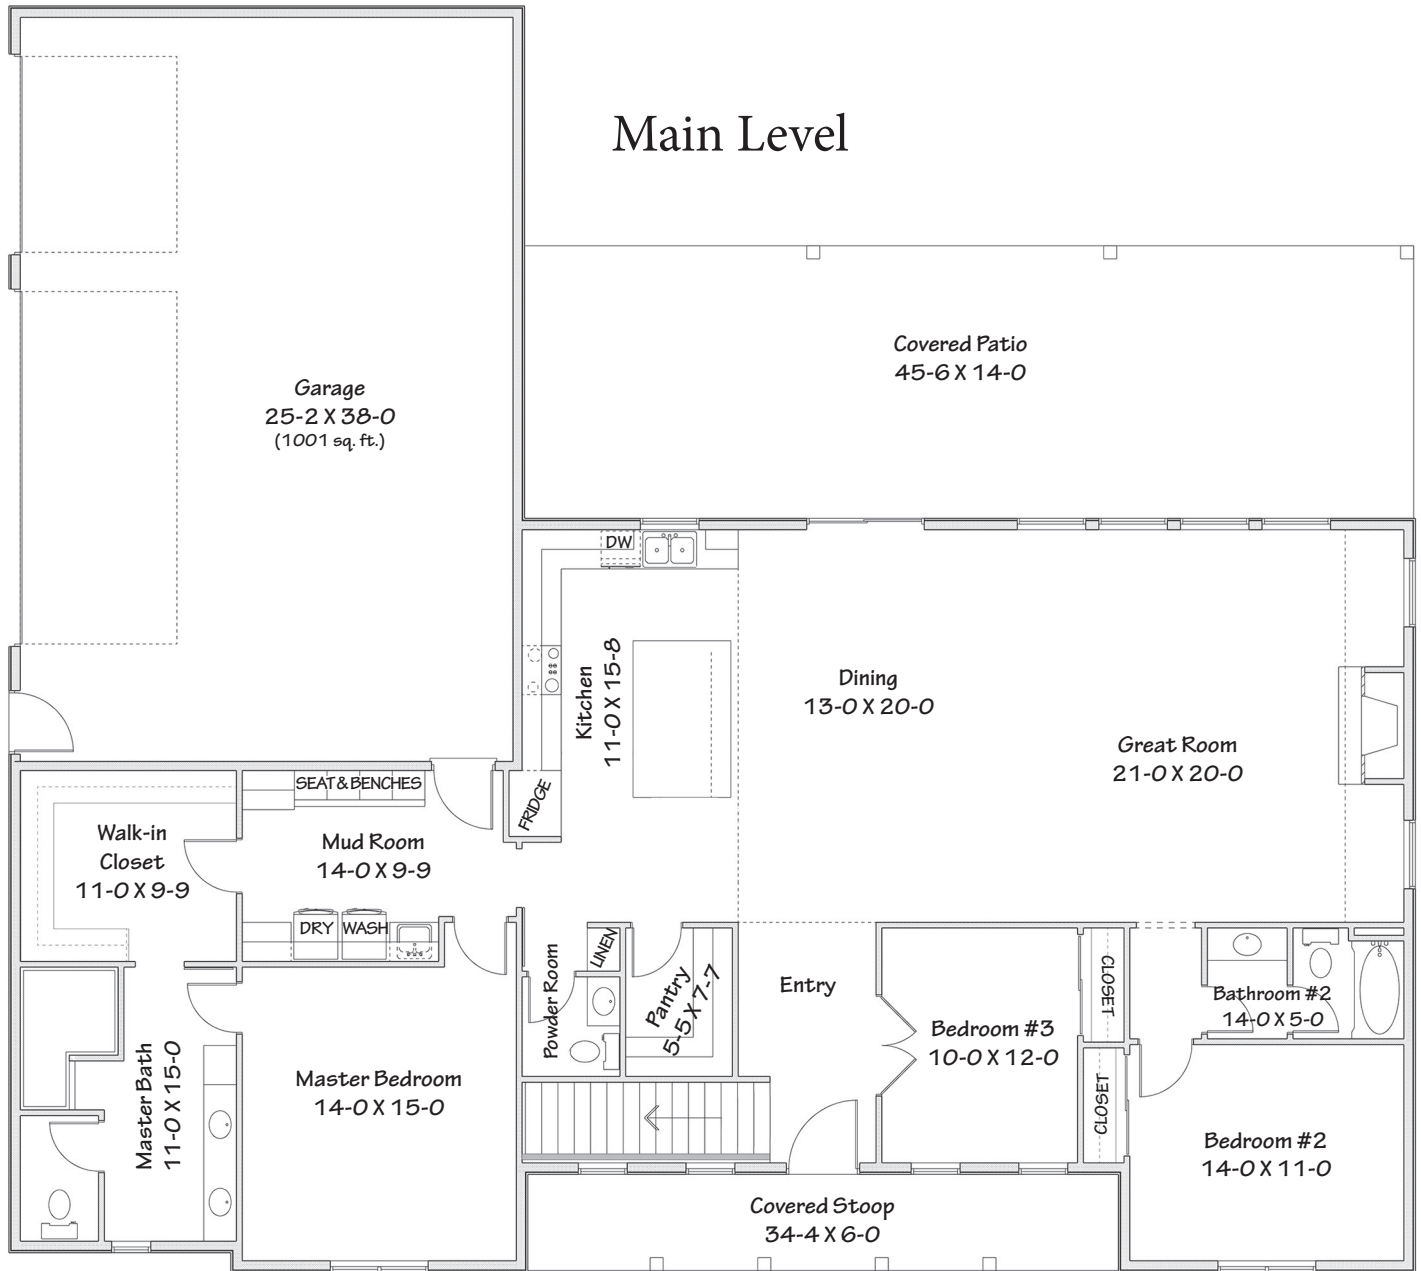 Main Level
Covered Patio
45-6 X 14-0
Garage
25-2 X 38-0
(1001 sq. ft.)
DW
Kitchen
11-0 X 15-8
Dining
13-0 X 20-0
Great Room
21-0 X 20-0
SEAT & BENCHES
FRIDGE
Walk-in
Closet
11-0 X 9-9
Mud Room
14-0 X 9-9
DRY
WASH
LINEN
Powder Room
Pantry
5-5 X 7-7
Entry
CLOSET
Bathroom #2
14-0 X 5-0
Bedroom #3
10-0 X 12-0
Master Bath
11-0 X 15-0
Master Bedroom
14-0 X 15-0
CLOSET
Bedroom #2
14-0 X 11-0
Covered Stoop
34-4 X 6-0